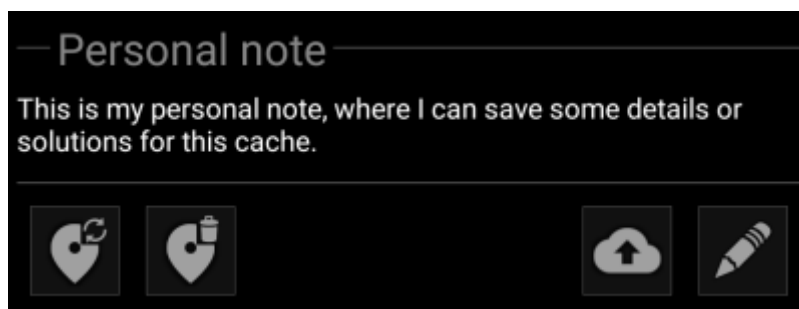 Personal note
This is my personal note, where I can save some details or
solutions for this cache.